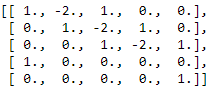 [[ 1., -2., 1., 0., 0.],
[ 0., 1., -2., 1., 0.],
[ 0., 0., 1., -2., 1.],
[ 1., 0., 0., 0., 0.],
[ 0., 0., 0., 0., 1.]]